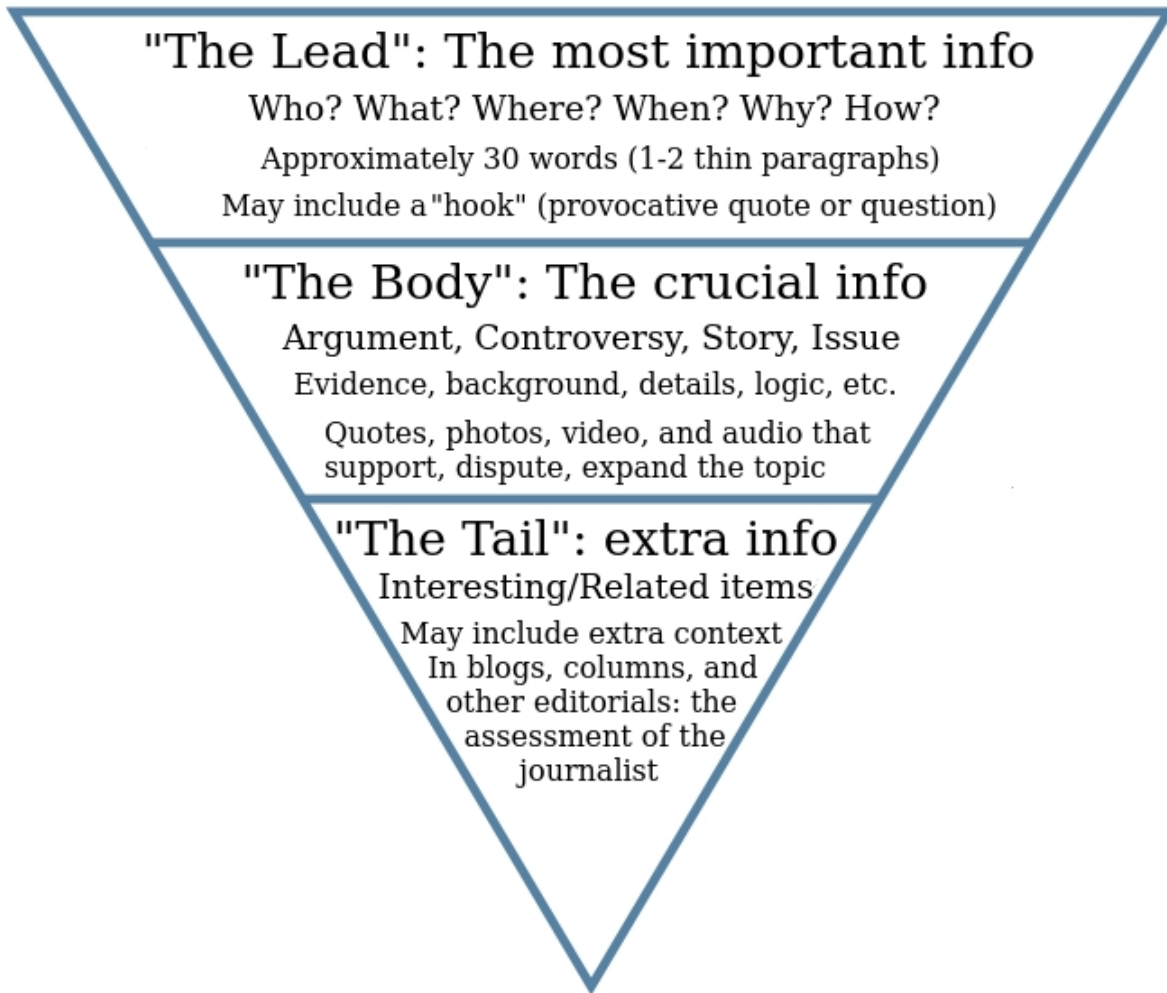 "The Lead": The most important info
Who? What? Where? When? Why? How?
Approximately 30 words (1-2 thin paragraphs)
May include a "hook" (provocative quote or question)
"The Body": The crucial info
Argument, Controversy, Story, Issue
Evidence, background, details, logic, etc.
Quotes, photos, video, and audio that
support, dispute, expand the topic
"The Tail": extra info
Interesting/Related items
May include extra context
In blogs, columns, and
other editorials: the
assessment of the
journalist